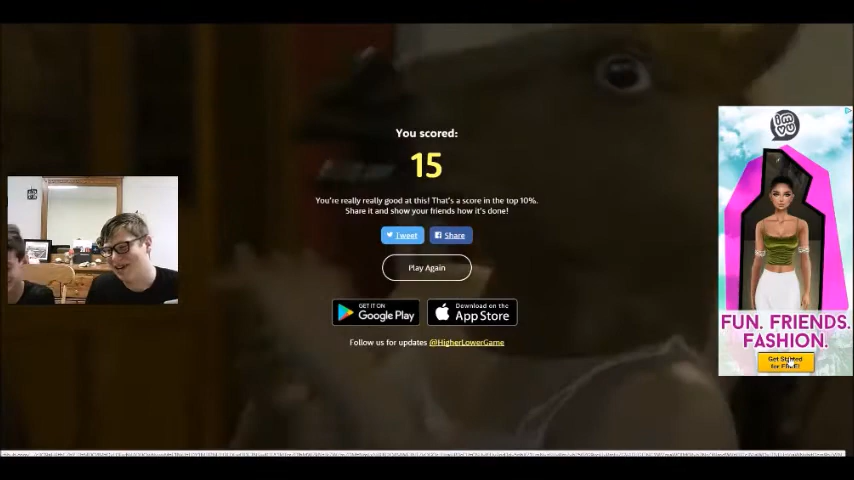 You scored:
15
You're really really good at this! That's a score in the top 10%.
Share it and show your friends how it's done!
Tweet
Share
Play Again
GET IT ON
Google Play
Download on the
App Store
Follow us for updates @HigherLowerGame
imvu
FUN. FRIENDS.
FASHION.
Get Started
for FREE!